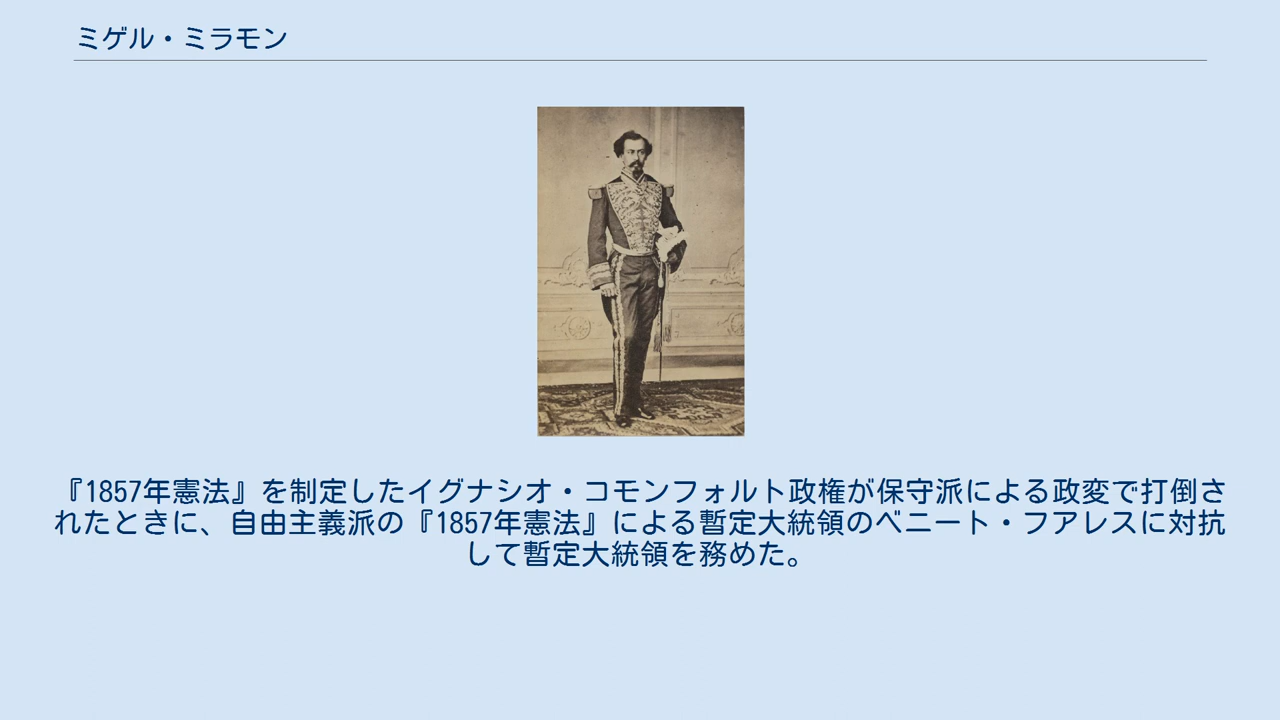 ミゲル・ミラモン
『1857年憲法』を制定したイグナシオ・コモンフォルト政権が保守派による政変で打倒さ
れたときに、自由主義派の『1857年憲法』による暫定大統領のベニート・フアレスに対抗
して暫定大統領を務めた。